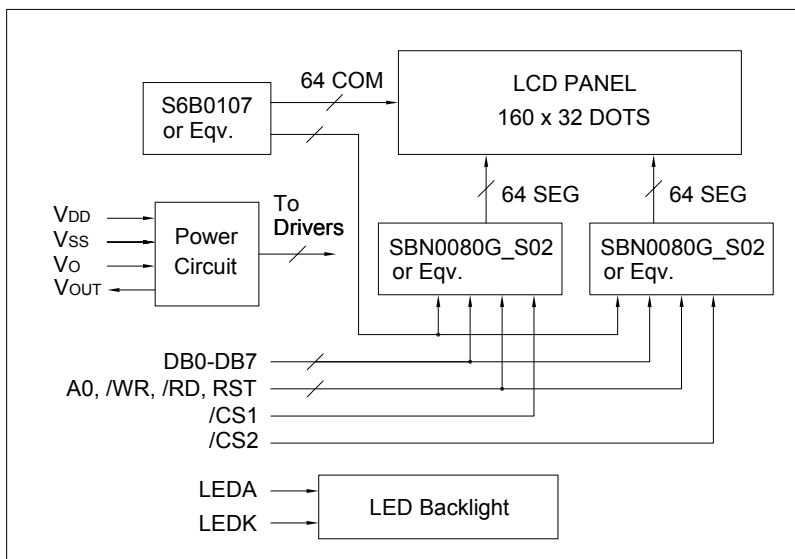 64 COM
S6B0107
or Eqv.
LCD PANEL
160 x 32 DOTS
64 SEG
64 SEG
VDD
VSS
VO
VOUT
Power
Circuit
To
Drivers
SBN0080G_S02
or Eqv.
SBN0080G_S02
or Eqv.
DB0-DB7
A0, /WR, /RD, RST
/CS1
/CS2
LEDA
LEDK
LED Backlight